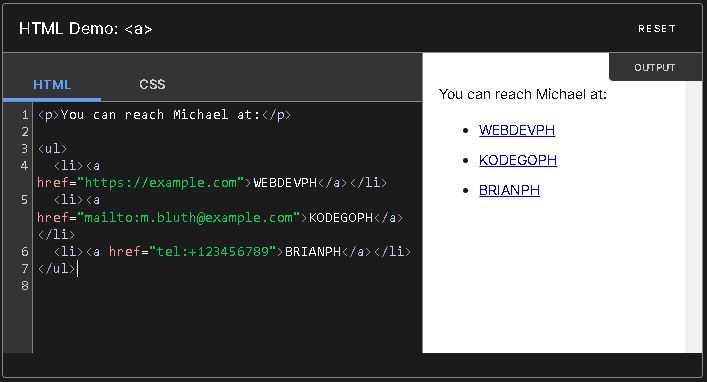 HTML Demo: <a>
RESET
HTML
CSS
OUTPUT
1 <p>You can reach Michael at:</p>
2
3 <ul>
4   <li><a
href="https://example.com">WEBDEVPH</a></li>
5   <li><a
href="mailto:m.bluth@example.com">KODEGOPH</a>
</li>
6   <li><a href="tel:+123456789">BRIANPH</a></li>
7 </ul>
8
You can reach Michael at:
• WEBDEVPH
• KODEGOPH
• BRIANPH